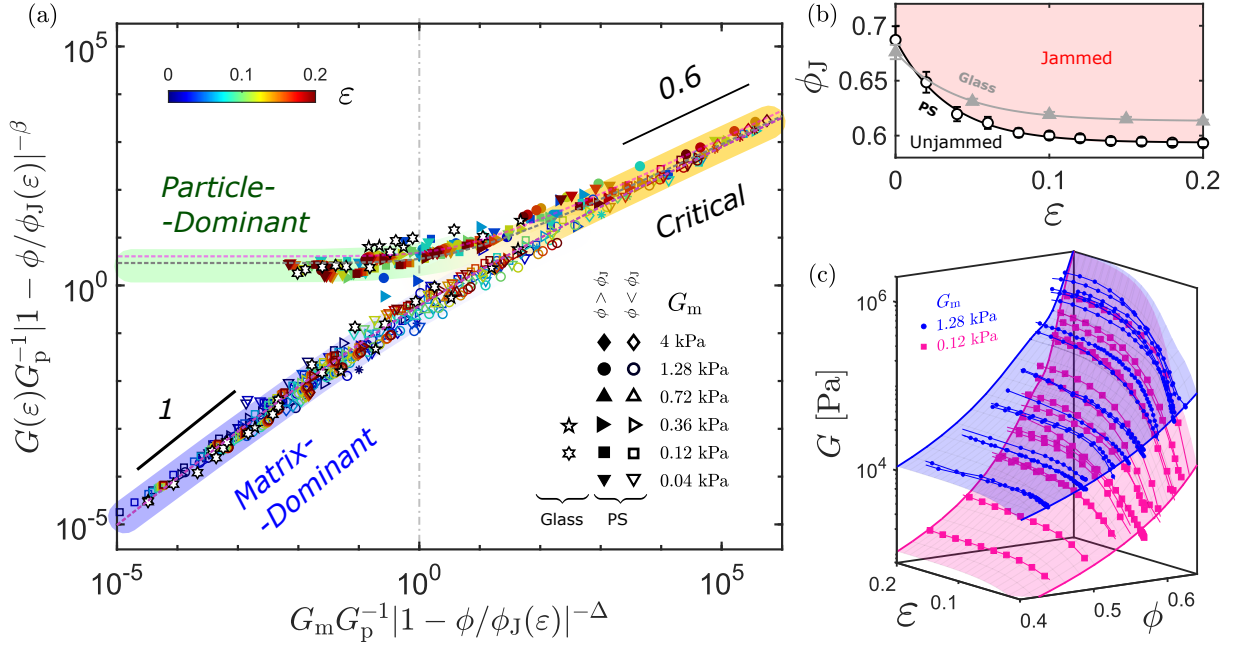 (a)
10^5
10^0
10^-5
G(ε)G_p^-1|1 − ϕ/ϕ_J(ε)|^-β
0 0.1 0.2
ε
Particle-
-Dominant
0.6
Critical
1
Matrix-
-Dominant
ϕ > ϕ_J
ϕ < ϕ_J
G_m
4 kPa
1.28 kPa
0.72 kPa
0.36 kPa
0.12 kPa
0.04 kPa
Glass PS
10^-5 10^0 10^5
G_m G_p^-1|1 − ϕ/ϕ_J(ε)|^-Δ
(b)
0.7
0.65
0.6
ϕ_J
Jammed
Glass
PS
Unjammed
0 0.1 0.2
ε
(c)
10^6
10^4
G [Pa]
G_m
1.28 kPa
0.12 kPa
0.2
0.1
ε
0.4
0.5
0.6
ϕ